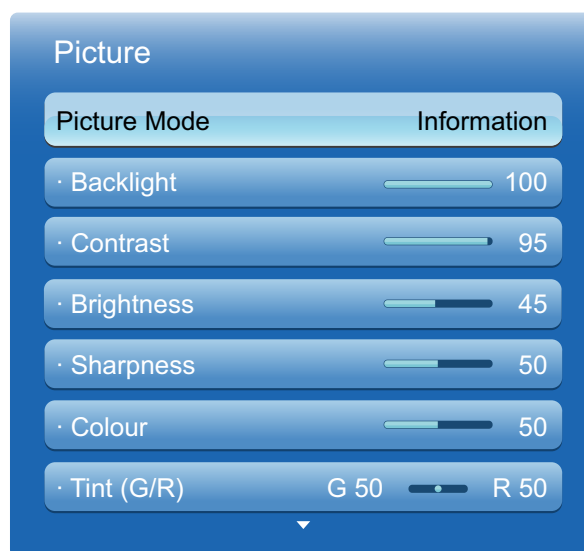 Picture
Picture Mode Information
· Backlight 100
· Contrast 95
· Brightness 45
· Sharpness 50
· Colour 50
· Tint (G/R) G 50 R 50